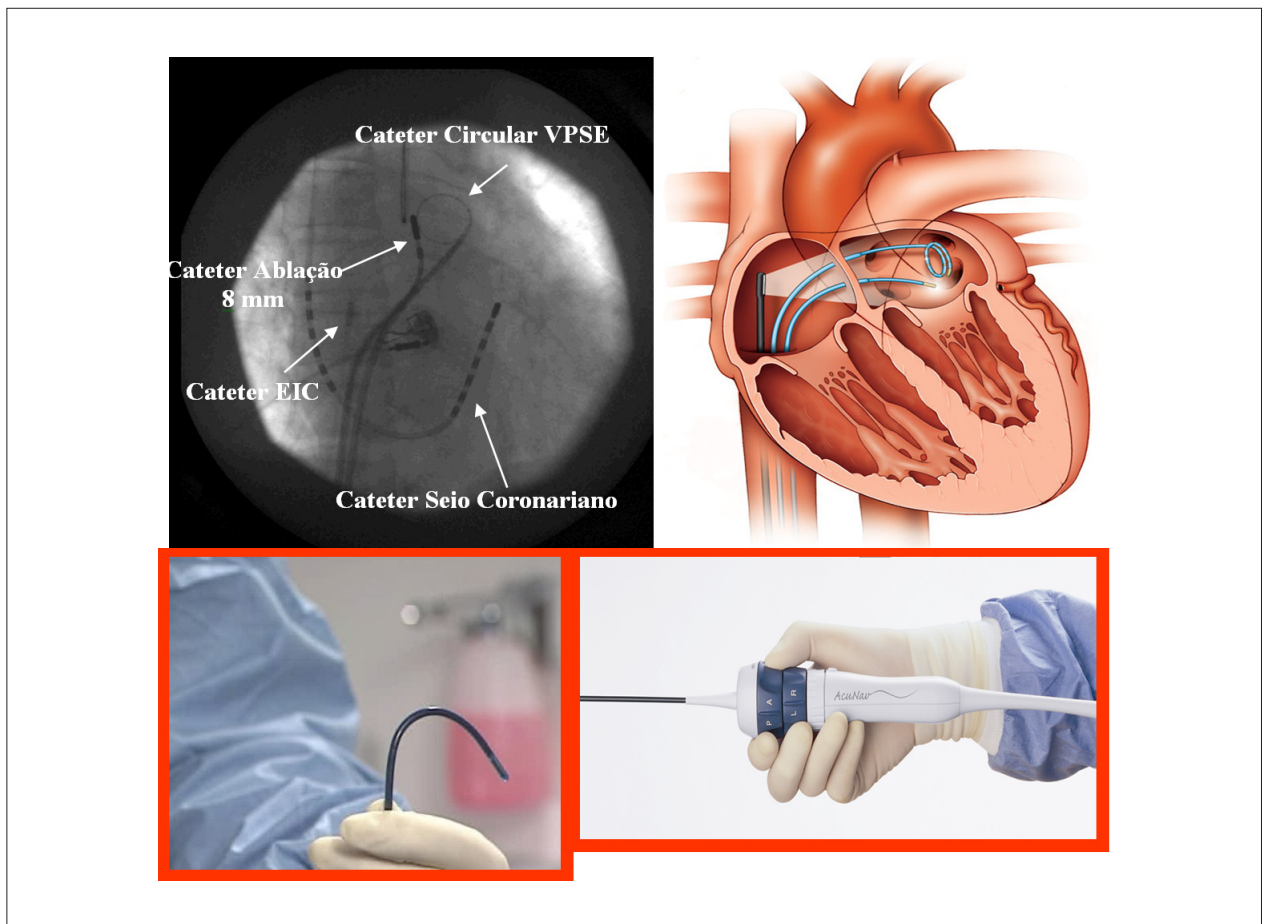 Cateter Circular VPSE
Cateter Ablação
8 mm
Cateter EIC
Cateter Seio Coronariano
P A
L R
AcuNav